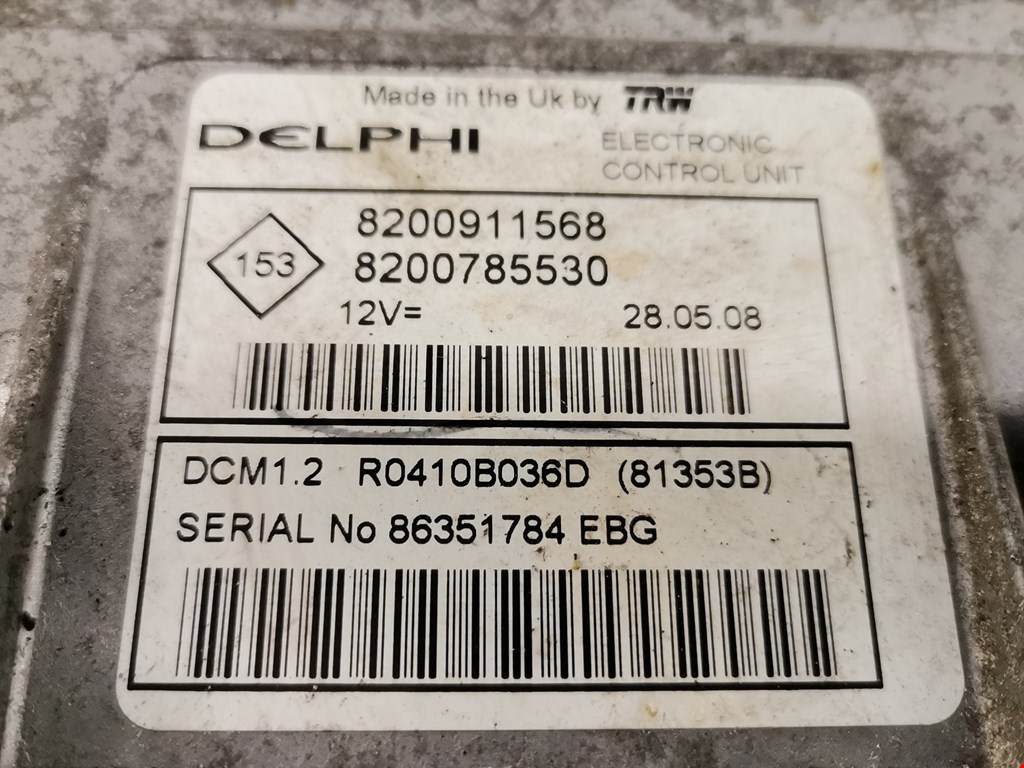 Made in the Uk by TRW
DELPHI
ELECTRONIC
CONTROL UNIT
153
8200911568
8200785530
12V=
28.05.08
DCM1.2 R0410B036D (81353B)
SERIAL No 86351784 EBG